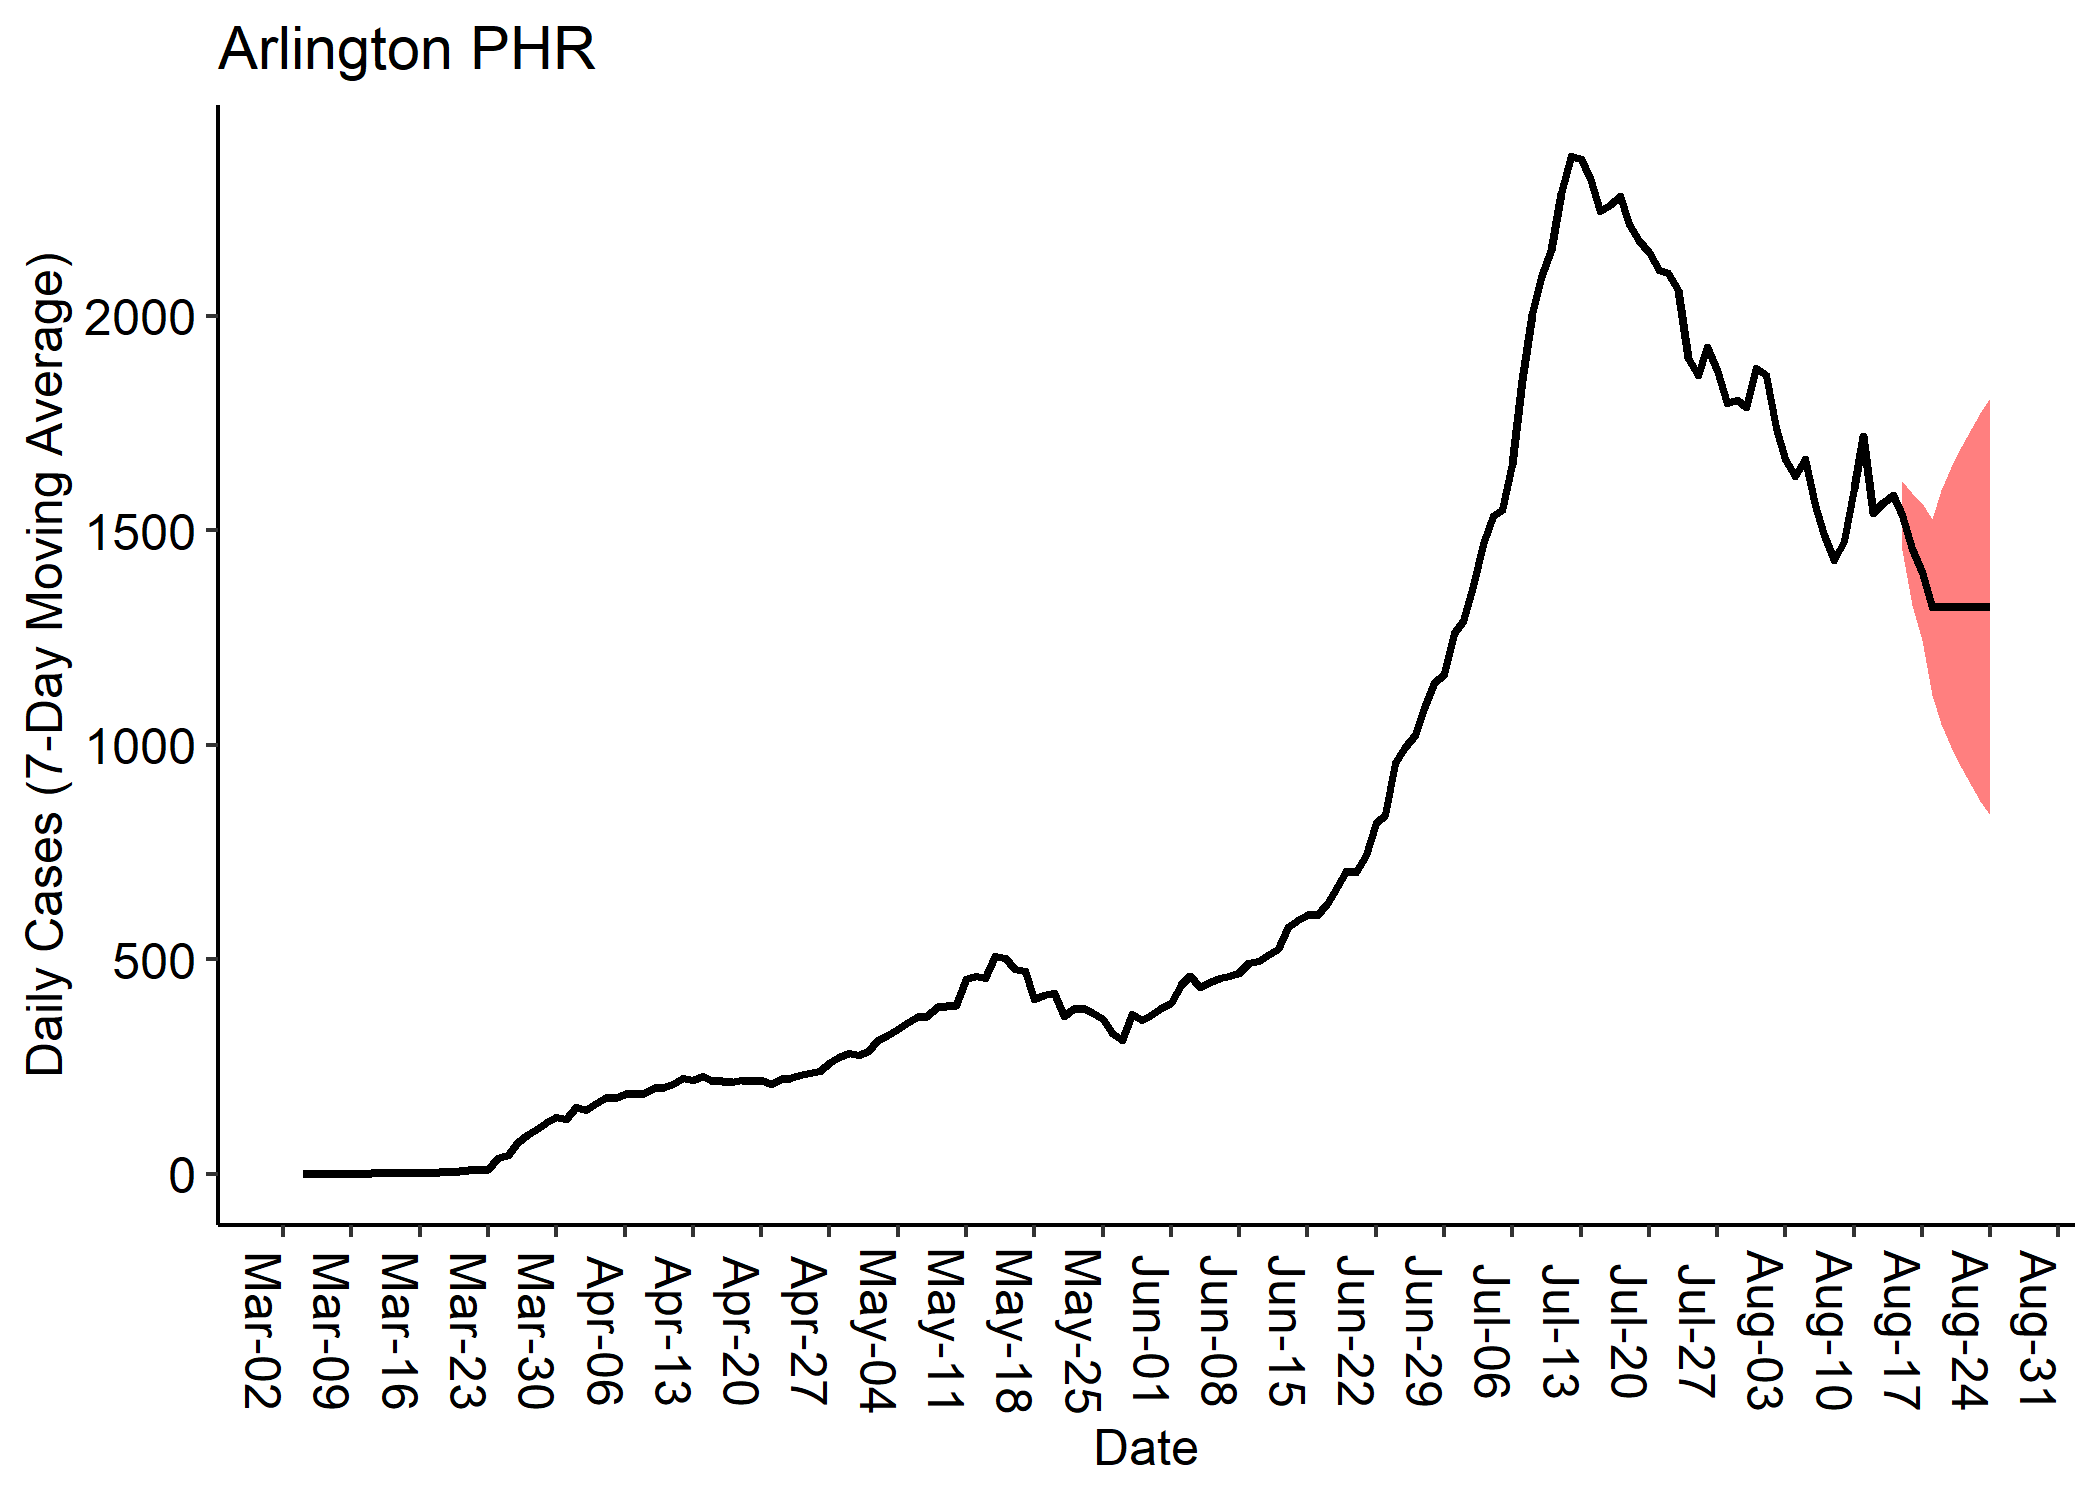 Arlington PHR
Daily Cases (7-Day Moving Average)
2000
1500
1000
500
0
Mar-02
Mar-09
Mar-16
Mar-23
Mar-30
Apr-06
Apr-13
Apr-20
Apr-27
May-04
May-11
May-18
May-25
Jun-01
Jun-08
Jun-15
Jun-22
Jun-29
Jul-06
Jul-13
Jul-20
Jul-27
Aug-03
Aug-10
Aug-17
Aug-24
Aug-31
Date